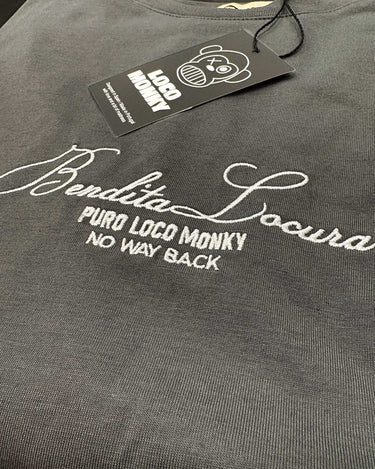 LOCO
MONKY
Bendita Locura
PURO LOCO MONKY
NO WAY BACK